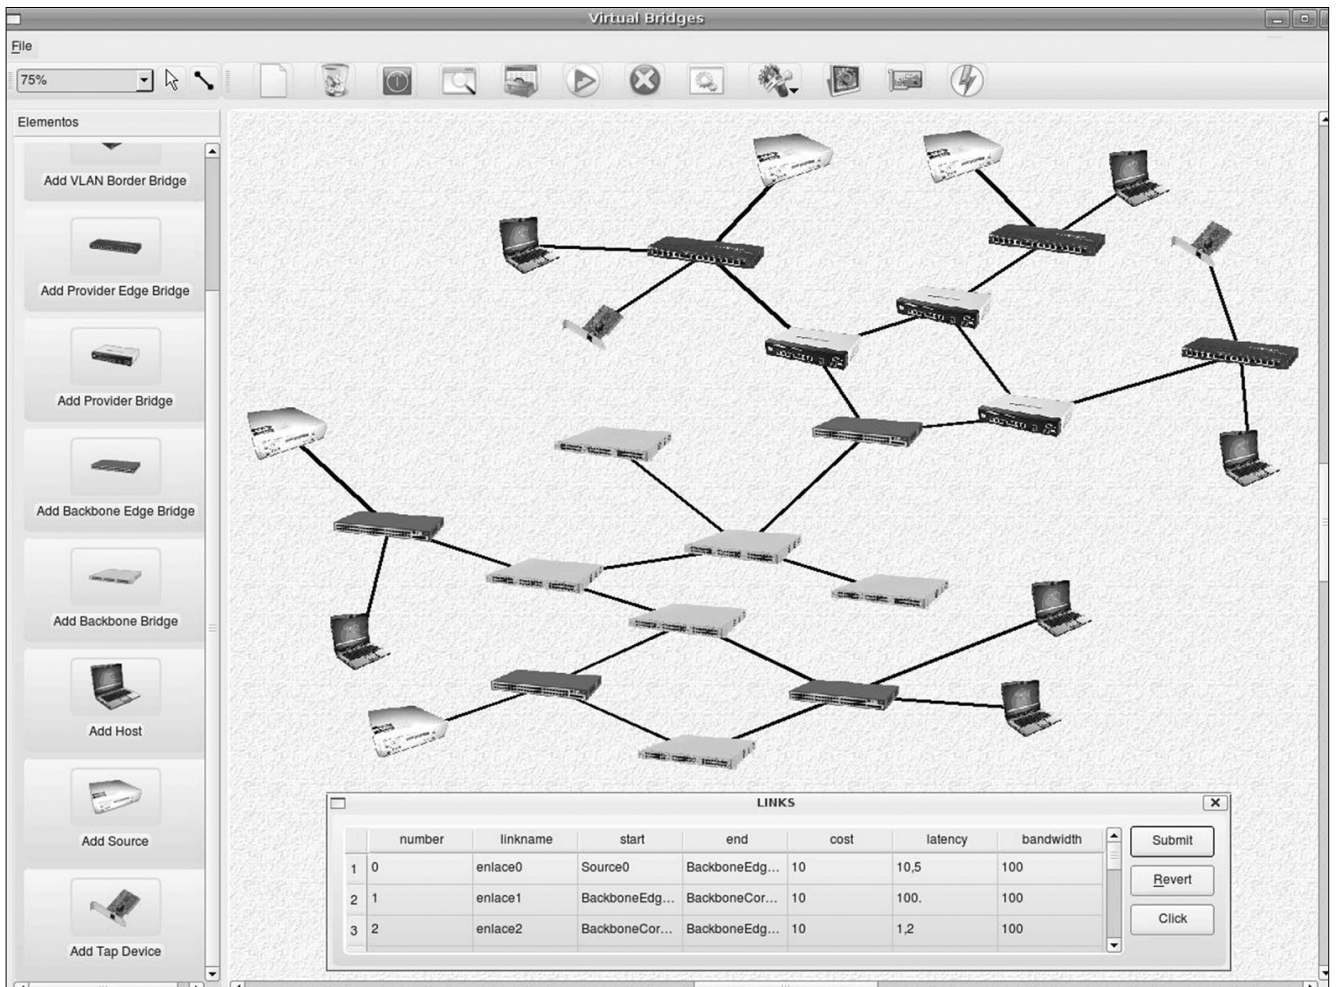 Virtual Bridges
File
75%
Elementos
Add VLAN Border Bridge
Add Provider Edge Bridge
Add Provider Bridge
Add Backbone Edge Bridge
Add Backbone Bridge
Add Host
Add Source
Add Tap Device
LINKS
number linkname start end cost latency bandwidth
1 0 enlace0 Source0 BackboneEdg... 10 10,5 100
2 1 enlace1 BackboneEdg... BackboneCor... 10 100. 100
3 2 enlace2 BackboneCor... BackboneEdg... 10 1,2 100
Submit
Revert
Click